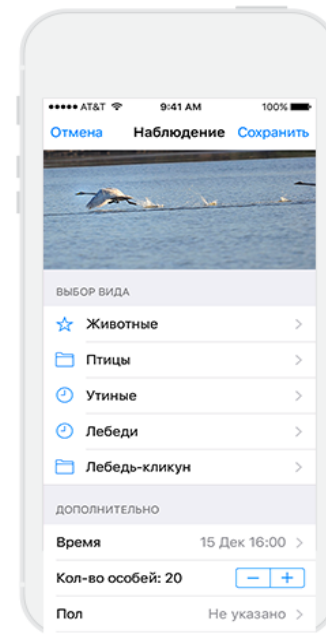 AT&T 9:41 AM 100%
Отмена Наблюдение Сохранить
ВЫБОР ВИДА
Животные
Птицы
Утиные
Лебеди
Лебедь-кликун
ДОПОЛНИТЕЛЬНО
Время 15 Дек 16:00
Кол-во особей: 20 − +
Пол Не указано